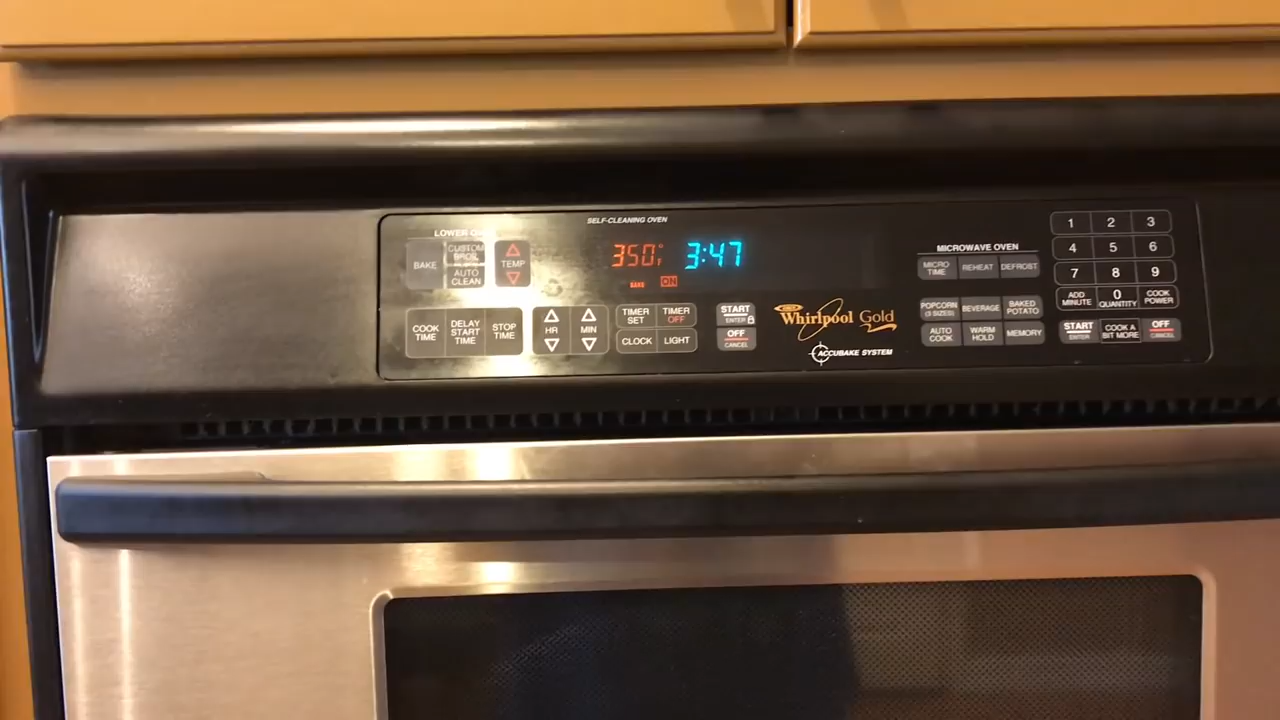 SELF-CLEANING OVEN
LOWER
BAKE
CUSTOM
BROIL
AUTO
CLEAN
TEMP
350°F
BAKE
ON
3:47
COOK
TIME
DELAY
START
TIME
STOP
TIME
HR
MIN
TIMER
SET
TIMER
OFF
CLOCK
LIGHT
START
ENTER
OFF
CANCEL
Whirlpool Gold
ACCUBAKE SYSTEM
MICROWAVE OVEN
MICRO
TIME
REHEAT
DEFROST
POPCORN
(3 SIZES)
BEVERAGE
BAKED
POTATO
AUTO
COOK
WARM
HOLD
MEMORY
1
2
3
4
5
6
7
8
9
ADD
MINUTE
0
QUANTITY
COOK
POWER
START
ENTER
COOK A
BIT MORE
OFF
CANCEL